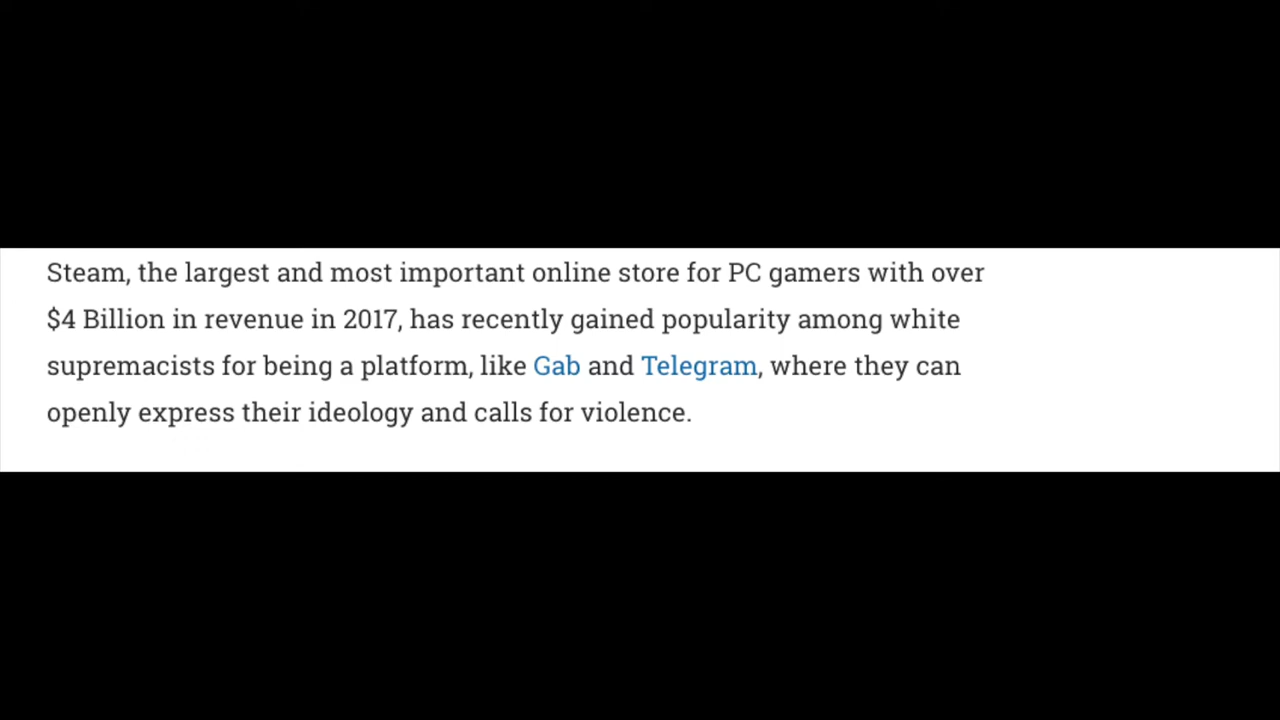 Steam, the largest and most important online store for PC gamers with over
$4 Billion in revenue in 2017, has recently gained popularity among white
supremacists for being a platform, like Gab and Telegram, where they can
openly express their ideology and calls for violence.